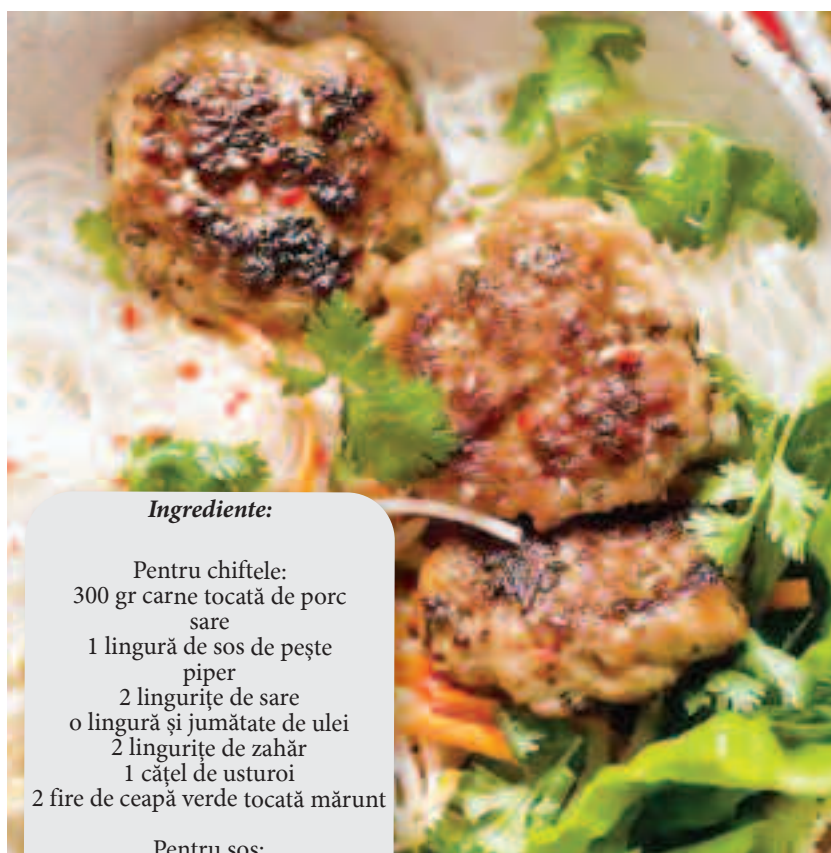 Ingrediente:
Pentru chiftele:
300 gr carne tocată de porc
sare
1 lingură de sos de pește
piper
2 lingurițe de sare
o lingură și jumătate de ulei
2 lingurițe de zahăr
1 cățel de usturoi
2 fire de ceapă verde tocată mărunt
Pentru sos: